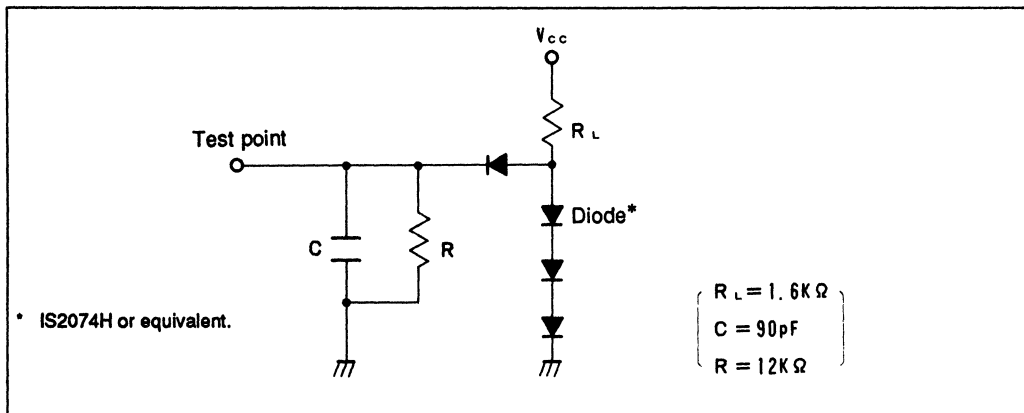 Vcc
RL
Test point
Diode*
C
R
* IS2074H or equivalent.
RL = 1.6KΩ
C = 90pF
R = 12KΩ